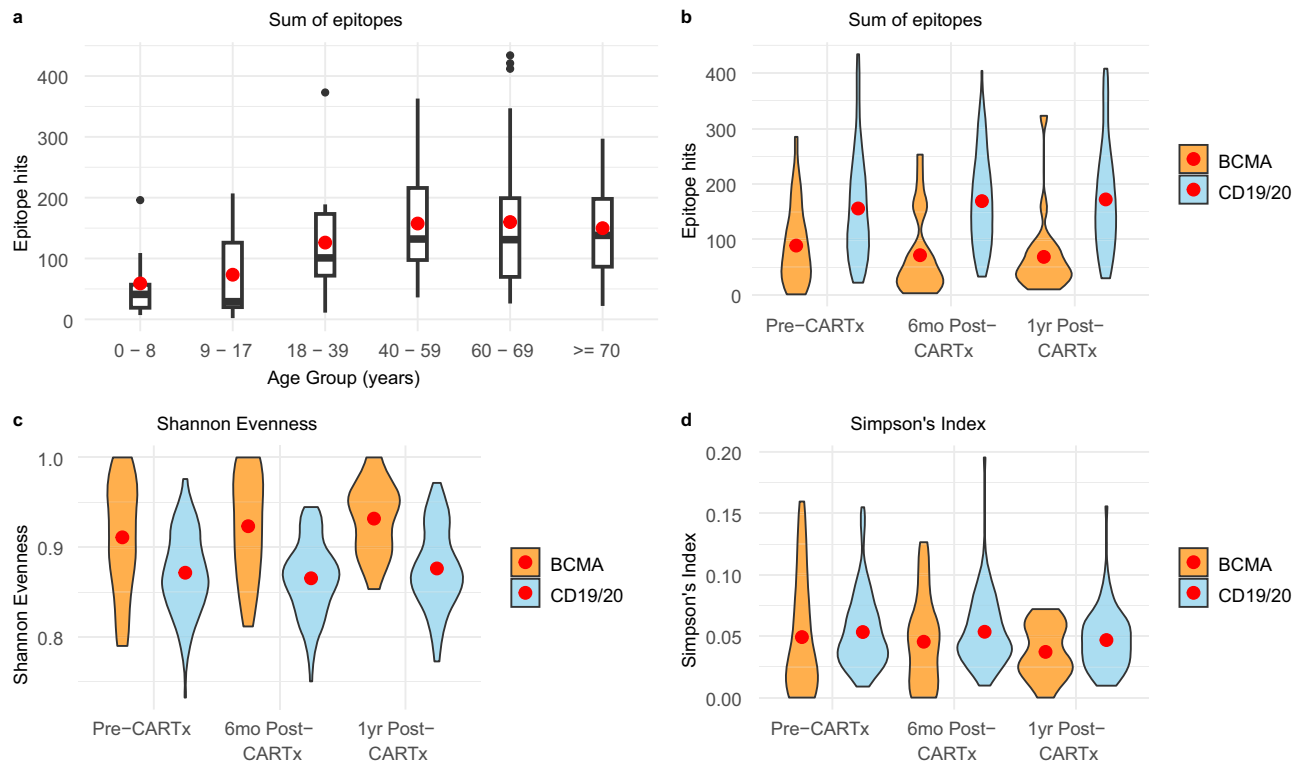 a
Sum of epitopes
Epitope hits
400
300
200
100
0
0 − 8
9 − 17
18 − 39
40 − 59
60 − 69
>= 70
Age Group (years)
b
Sum of epitopes
Epitope hits
400
300
200
100
0
Pre−CARTx
6mo Post−
CARTx
1yr Post−
CARTx
BCMA
CD19/20
c
Shannon Evenness
Shannon Evenness
1.0
0.9
0.8
Pre−CARTx
6mo Post−
CARTx
1yr Post−
CARTx
BCMA
CD19/20
d
Simpson's Index
Simpson's Index
0.20
0.15
0.10
0.05
0.00
Pre−CARTx
6mo Post−
CARTx
1yr Post−
CARTx
BCMA
CD19/20